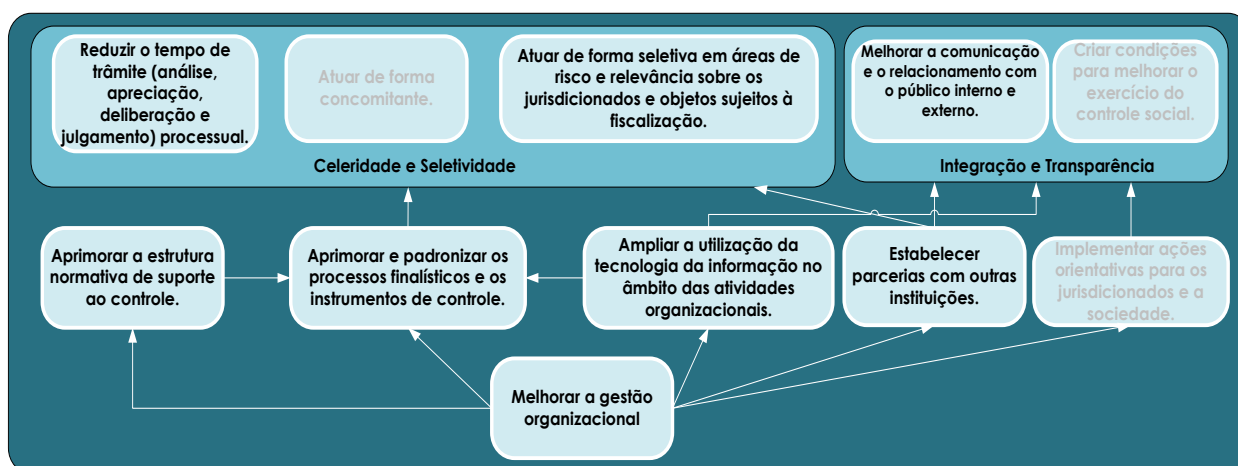 Reduzir o tempo de
trâmite (análise,
apreciação,
deliberação e
julgamento) processual.
Atuar de forma
concomitante.
Atuar de forma seletiva em áreas de
risco e relevância sobre os
jurisdicionados e objetos sujeitos à
fiscalização.
Celeridade e Seletividade
Melhorar a comunicação
e o relacionamento com
o público interno e
externo.
Criar condições
para melhorar o
exercício do
controle social.
Integração e Transparência
Aprimorar a estrutura
normativa de suporte
ao controle.
Aprimorar e padronizar os
processos finalísticos e os
instrumentos de controle.
Ampliar a utilização da
tecnologia da informação no
âmbito das atividades
organizacionais.
Estabelecer
parcerias com outras
instituições.
Implementar ações
orientativas para os
jurisdicionados e a
sociedade.
Melhorar a gestão
organizacional